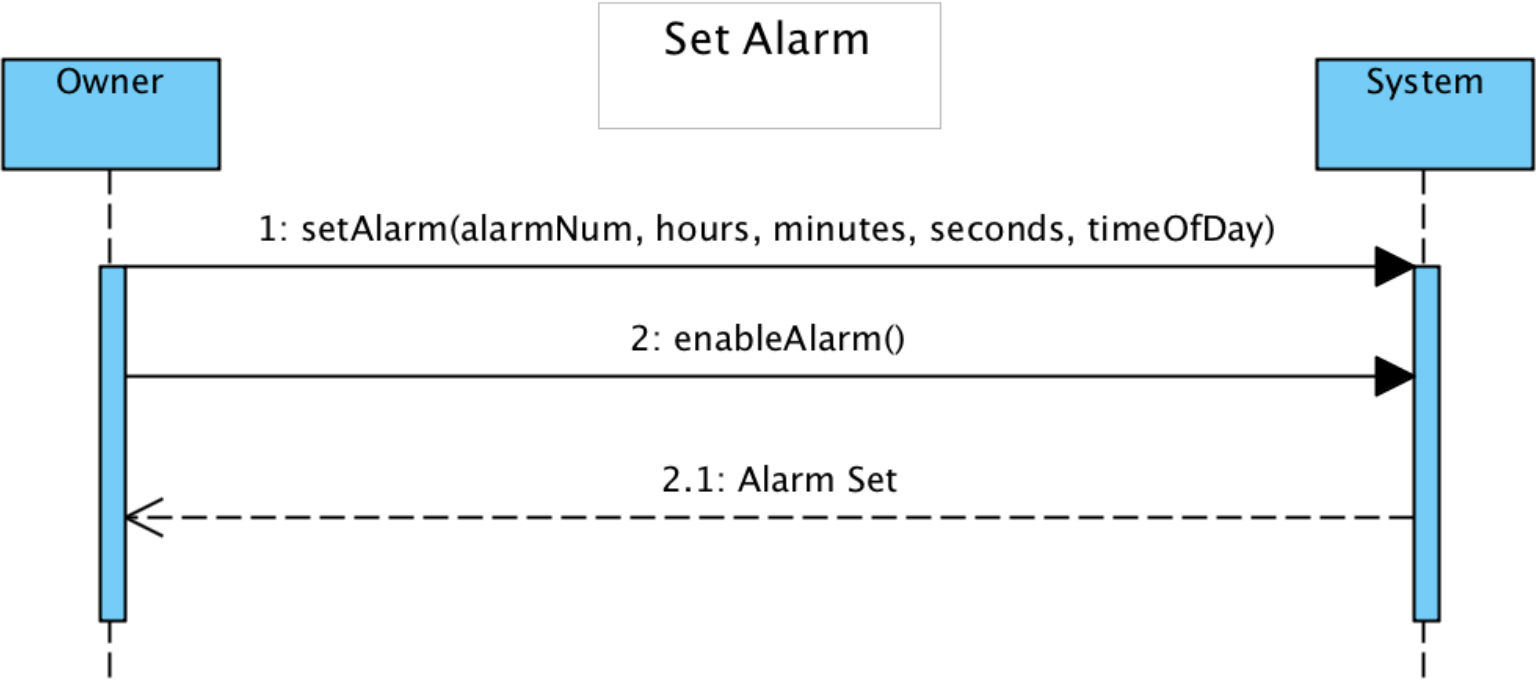 Set Alarm
Owner
System
1: setAlarm(alarmNum, hours, minutes, seconds, timeOfDay)
2: enableAlarm()
2.1: Alarm Set